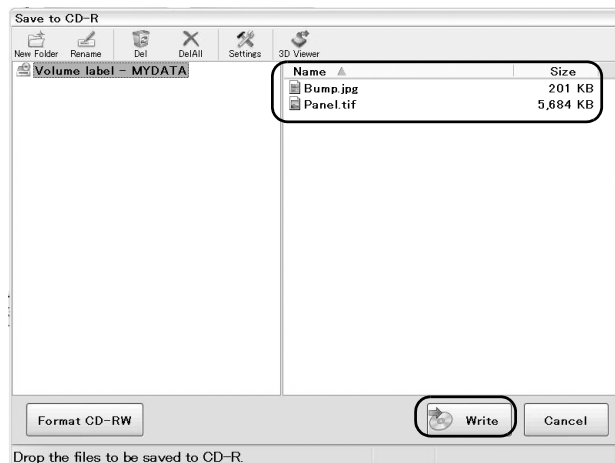 Save to CD-R
New Folder Rename Del DelAll Settings 3D Viewer
Volume label - MYDATA
Name Size
Bump.jpg 201 KB
Panel.tif 5,684 KB
Format CD-RW Write Cancel
Drop the files to be saved to CD-R.